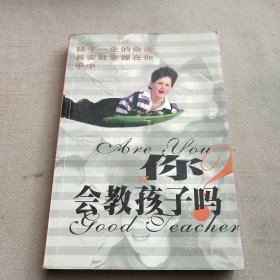 孩子一生的命运
其实就掌握在你
手中
Are You
你
会教孩子吗?
Good Teacher